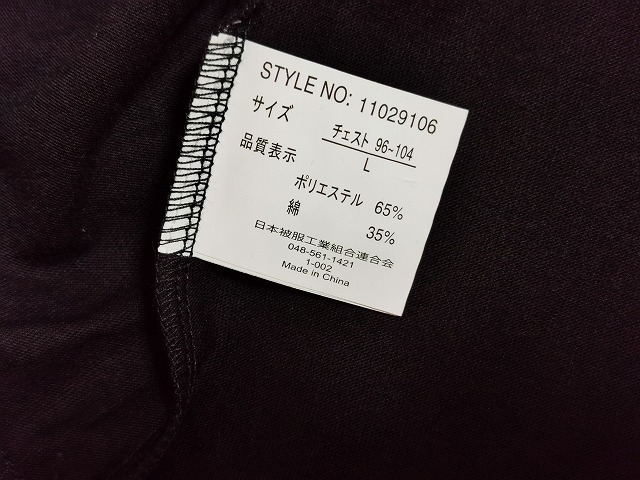 STYLE NO: 11029106
サイズ
チェスト 96~104
L
品質表示
ポリエステル 65%
綿 35%
日本被服工業組合連合会
048-561-1421
1-002
Made in China